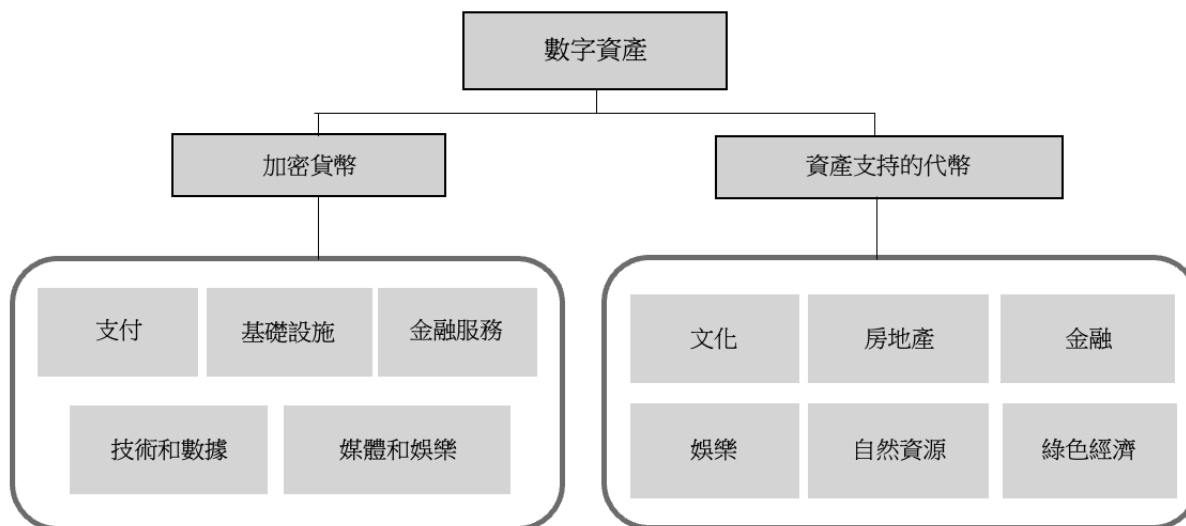 數字資產
加密貨幣
資產支持的代幣
支付
基礎設施
金融服務
技術和數據
媒體和娛樂
文化
房地產
金融
娛樂
自然資源
綠色經濟